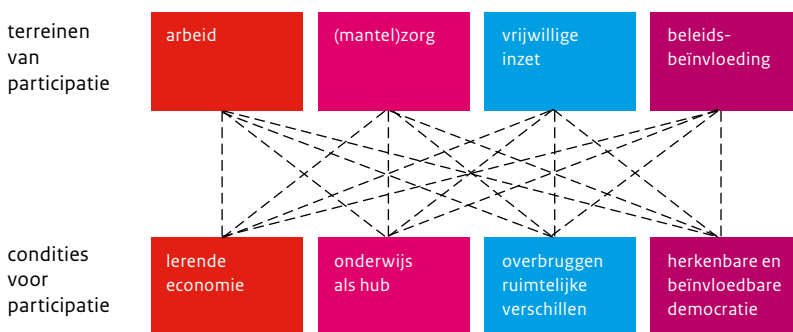 terreinen
van
participatie
arbeid
(mantel)zorg
vrijwillige
inzet
beleids-
beïnvloeding
condities
voor
participatie
lerende
economie
onderwijs
als hub
overbruggen
ruimtelijke
verschillen
herkenbare en
beïnvloedbare
democratie